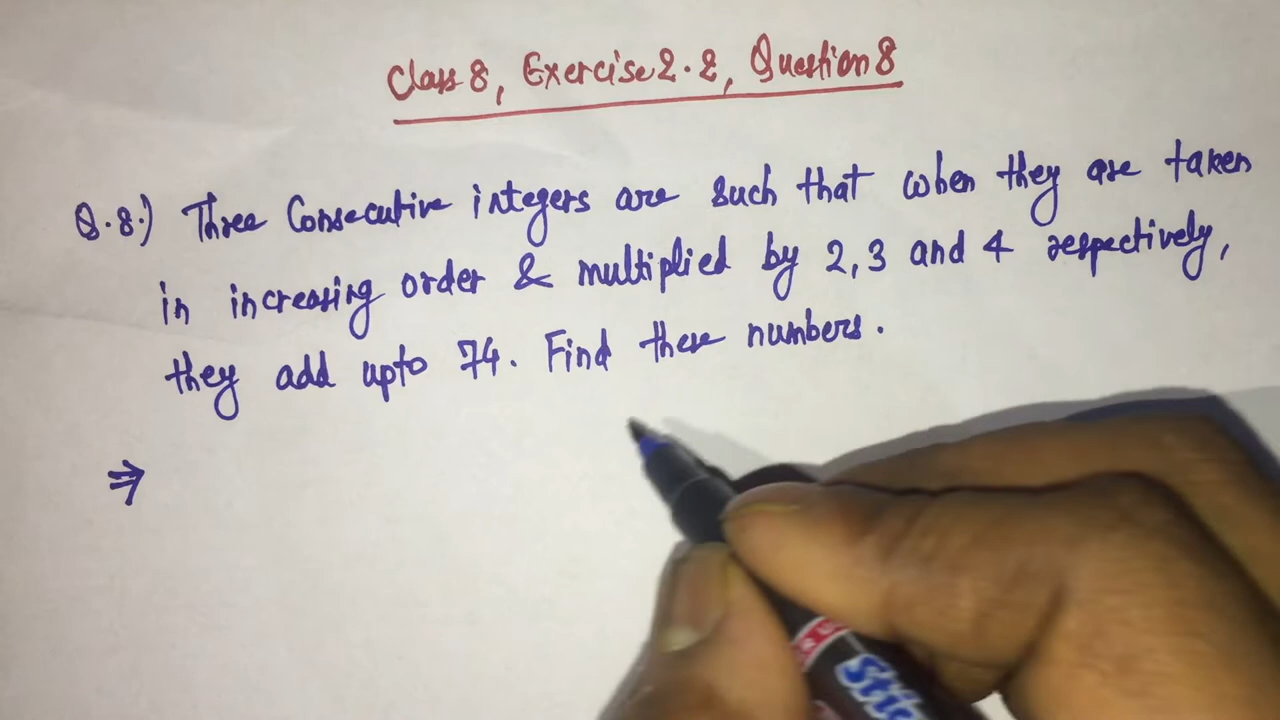 Class 8, Exercise 2.2, Question 8
Q.8.) Three Consecutive integers are such that when they are taken
in increasing order & multiplied by 2, 3 and 4 respectively,
they add upto 74. Find these numbers.
⇒